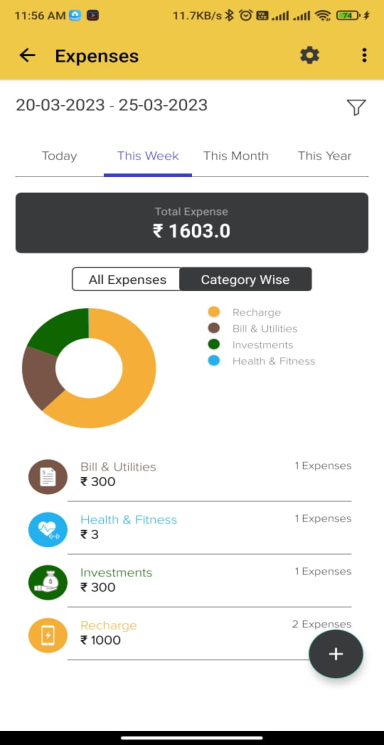 11:56 AM 11.7KB/s 74
Expenses
20-03-2023 - 25-03-2023
Today This Week This Month This Year
Total Expense
₹ 1603.0
All Expenses Category Wise
Recharge
Bill & Utilities
Investments
Health & Fitness
Bill & Utilities 1 Expenses
₹ 300
Health & Fitness 1 Expenses
₹ 3
Investments 1 Expenses
₹ 300
Recharge 2 Expenses
₹ 1000
+